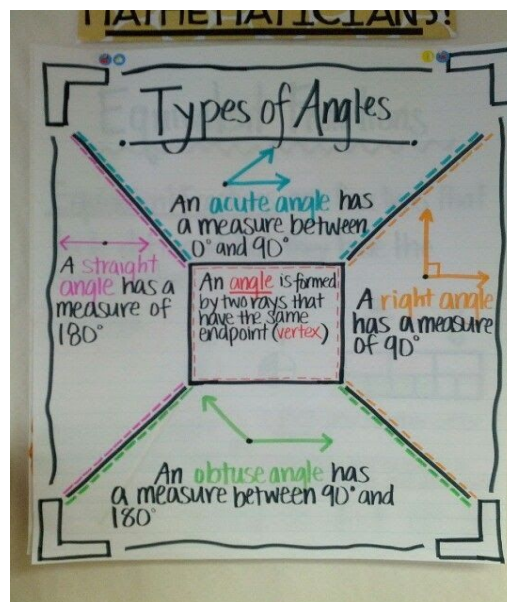 MATHEMATICIANS!
Types of Angles
An acute angle has
a measure between
0° and 90°
A straight
angle has a
measure of
180°
An angle is formed
by two rays that
have the same
endpoint (vertex)
A right angle
has a measure
of 90°
An obtuse angle has
a measure between 90° and
180°